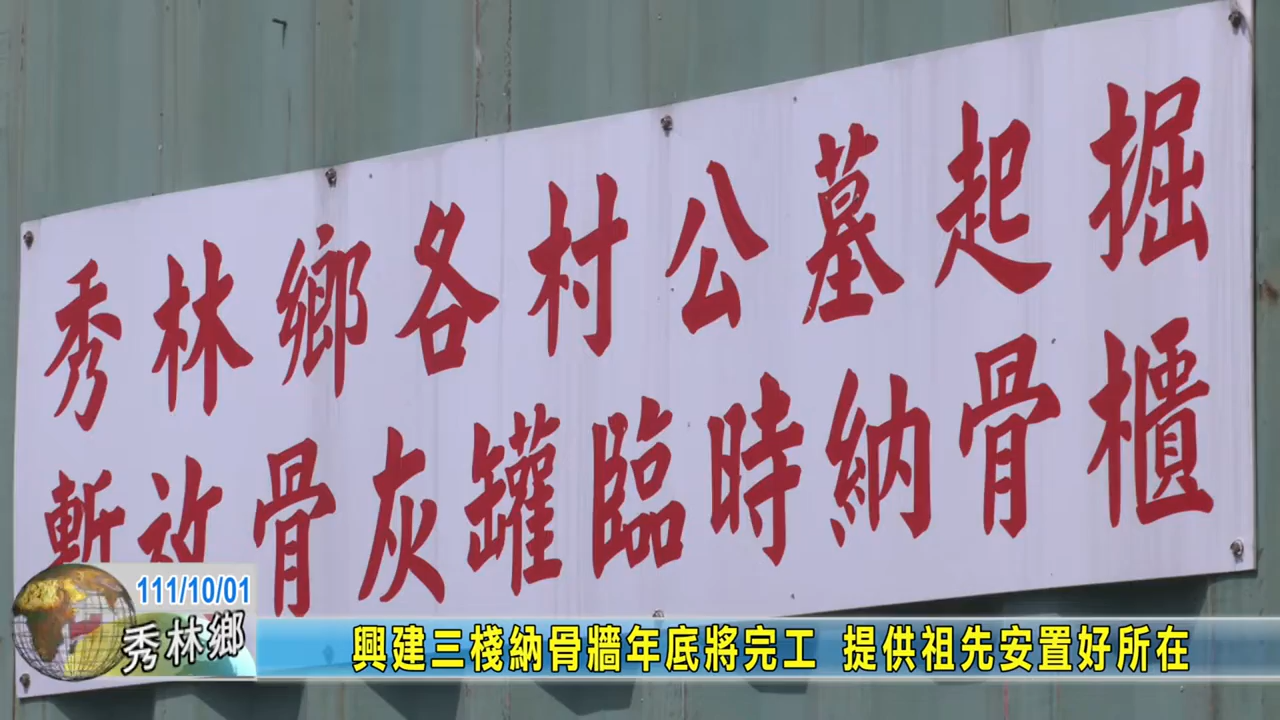 秀林鄉各村公墓起掘
暫放骨灰罐臨時納骨櫃
111/10/01
秀林鄉
興建三棧納骨牆年底將完工 提供祖先安置好所在